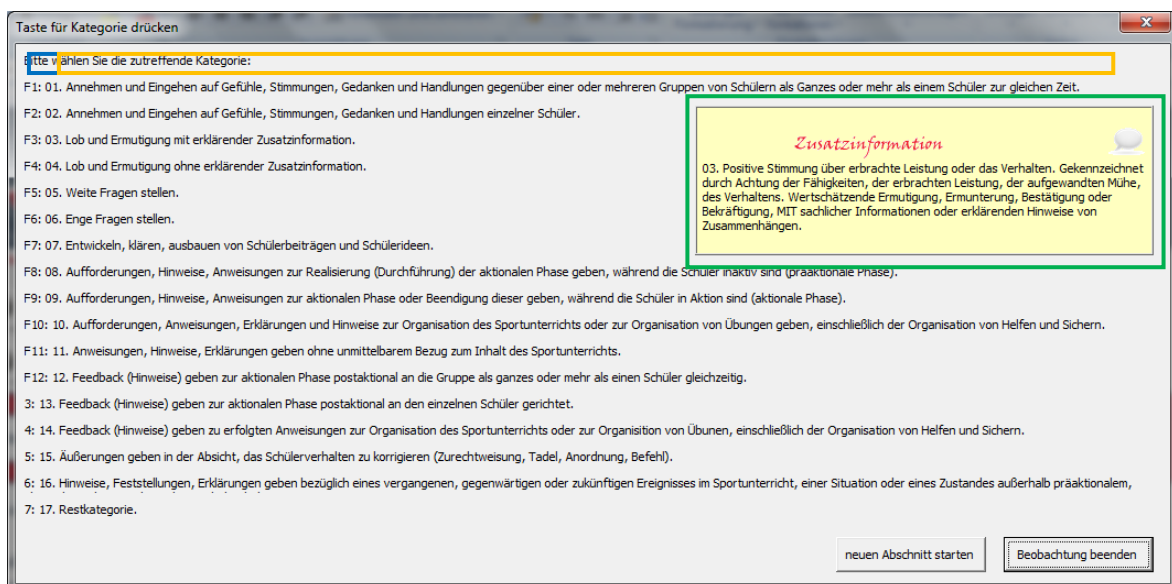 Taste für Kategorie drücken
Bitte wählen Sie die zutreffende Kategorie:
F1: 01. Annehmen und Eingehen auf Gefühle, Stimmungen, Gedanken und Handlungen gegenüber einer oder mehreren Gruppen von Schülern als Ganzes oder mehr als einem Schüler zur gleichen Zeit.
F2: 02. Annehmen und Eingehen auf Gefühle, Stimmungen, Gedanken und Handlungen einzelner Schüler.
F3: 03. Lob und Ermutigung mit erklärender Zusatzinformation.
F4: 04. Lob und Ermutigung ohne erklärender Zusatzinformation.
F5: 05. Weite Fragen stellen.
F6: 06. Enge Fragen stellen.
F7: 07. Entwickeln, klären, ausbauen von Schülerbeiträgen und Schülerideen.
Zusatzinformation
03. Positive Stimmung über erbrachte Leistung oder das Verhalten. Gekennzeichnet
durch Achtung der Fähigkeiten, der erbrachten Leistung, der aufgewandten Mühe,
des Verhaltens. Wertschätzende Ermutigung, Ermunterung, Bestätigung oder
Bekräftigung, MIT sachlicher Informationen oder erklärenden Hinweise von
Zusammenhängen.
F8: 08. Aufforderungen, Hinweise, Anweisungen zur Realisierung (Durchführung) der aktionalen Phase geben, während die Schüler inaktiv sind (präaktionale Phase).
F9: 09. Aufforderungen, Hinweise, Anweisungen zur aktionalen Phase oder Beendigung dieser geben, während die Schüler in Aktion sind (aktionale Phase).
F10: 10. Aufforderungen, Anweisungen, Erklärungen und Hinweise zur Organisation des Sportunterrichts oder zur Organisation von Übungen geben, einschließlich der Organisation von Helfen und Sichern.
F11: 11. Anweisungen, Hinweise, Erklärungen geben ohne unmittelbarem Bezug zum Inhalt des Sportunterrichts.
F12: 12. Feedback (Hinweise) geben zur aktionalen Phase postaktional an die Gruppe als ganzes oder mehr als einen Schüler gleichzeitig.
3: 13. Feedback (Hinweise) geben zur aktionalen Phase postaktional an den einzelnen Schüler gerichtet.
4: 14. Feedback (Hinweise) geben zu erfolgten Anweisungen zur Organisation des Sportunterrichts oder zur Organisition von Übunen, einschließlich der Organisation von Helfen und Sichern.
5: 15. Äußerungen geben in der Absicht, das Schülerverhalten zu korrigieren (Zurechtweisung, Tadel, Anordnung, Befehl).
6: 16. Hinweise, Feststellungen, Erklärungen geben bezüglich eines vergangenen, gegenwärtigen oder zukünftigen Ereignisses im Sportunterricht, einer Situation oder eines Zustandes außerhalb präaktionalem,
7: 17. Restkategorie.
neuen Abschnitt starten
Beobachtung beenden